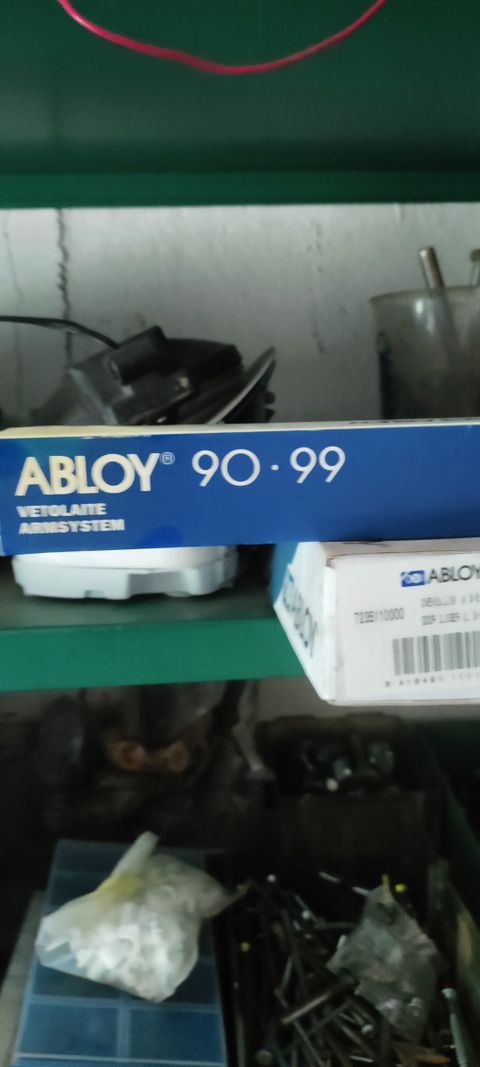 ABLOY® 90·99
VETOLAITE
ARMSYSTEM
ABLOY
7235110000
ABLOY